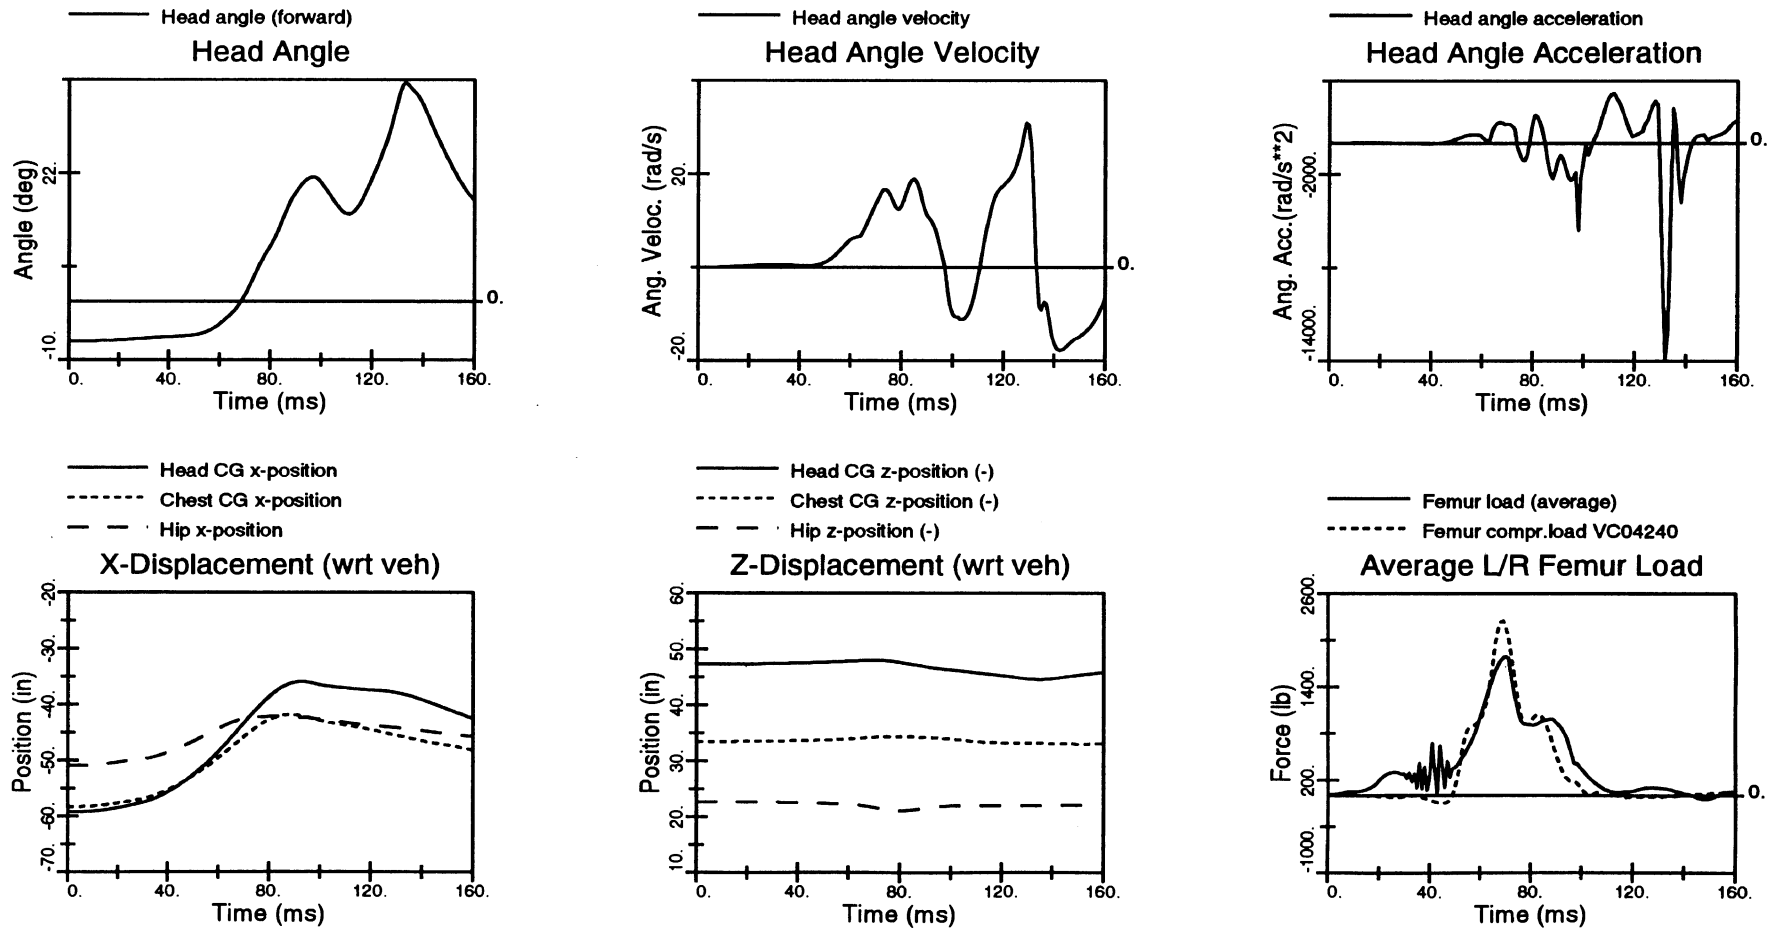 Head angle (forward)
Head Angle
Angle (deg)
22.
-10.
0.
0. 40. 80. 120. 160.
Time (ms)
Head angle velocity
Head Angle Velocity
Ang. Veloc. (rad/s)
20.
-20.
0.
0. 40. 80. 120. 160.
Time (ms)
Head angle acceleration
Head Angle Acceleration
Ang. Acc.(rad/s**2)
-2000.
-14000.
0.
0. 40. 80. 120. 160.
Time (ms)
Head CG x-position
Chest CG x-position
Hip x-position
X-Displacement (wrt veh)
Position (in)
-20.
-30.
-40.
-50.
-60.
-70.
0. 40. 80. 120. 160.
Time (ms)
Head CG z-position (-)
Chest CG z-position (-)
Hip z-position (-)
Z-Displacement (wrt veh)
Position (in)
60.
50.
40.
30.
20.
10.
0. 40. 80. 120. 160.
Time (ms)
Femur load (average)
Femur compr.load VC04240
Average L/R Femur Load
Force (lb)
2600.
1400.
200.
-1000.
0.
0. 40. 80. 120. 160.
Time (ms)